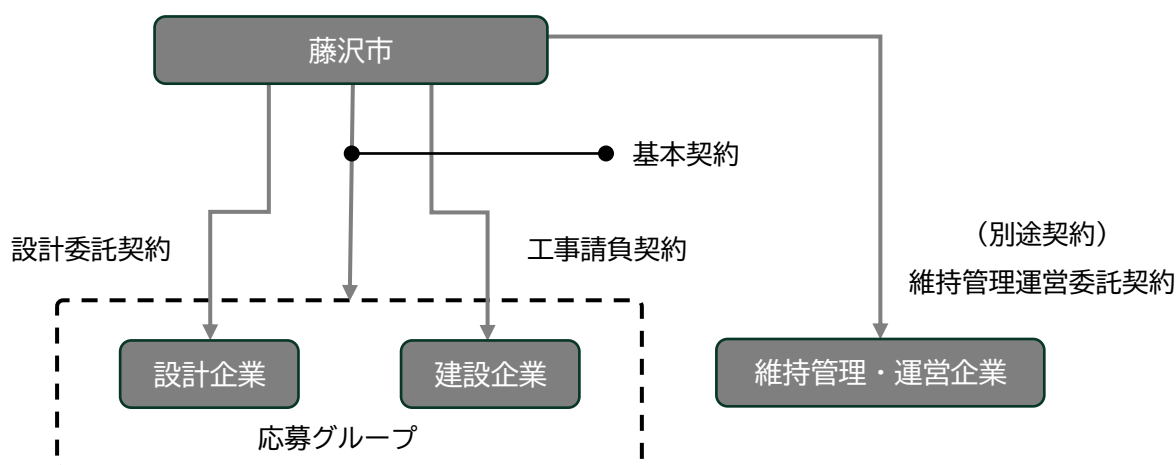 藤沢市
基本契約
設計委託契約
工事請負契約
（別途契約）
維持管理運営委託契約
設計企業
建設企業
維持管理・運営企業
応募グループ